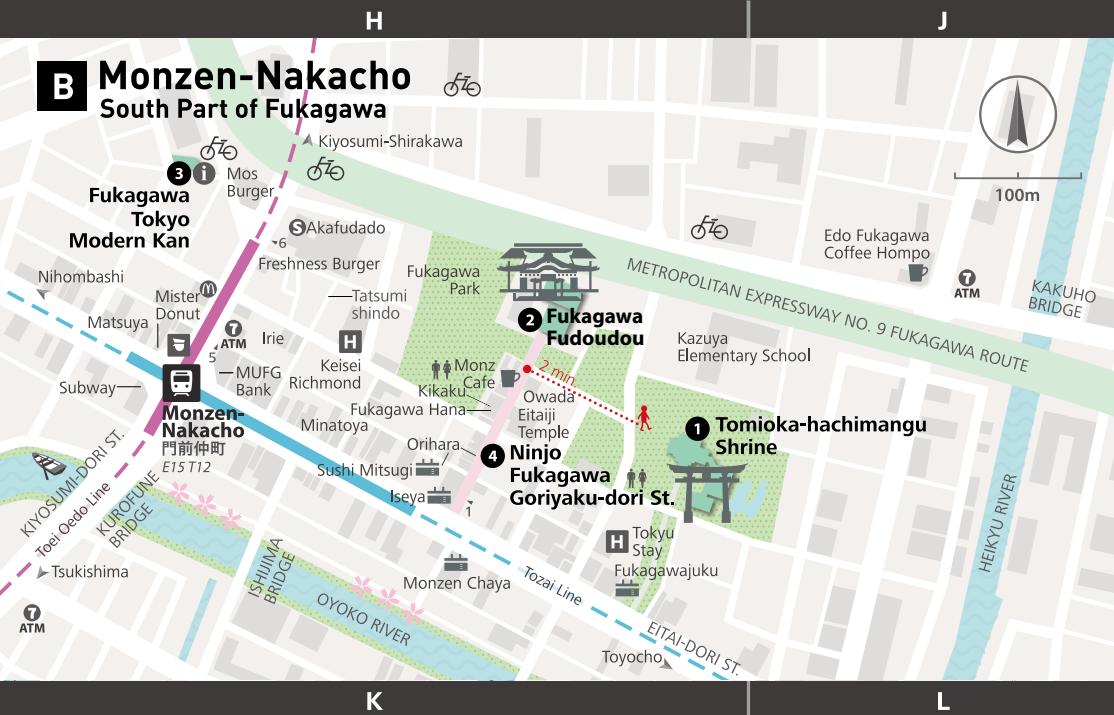 H
J
B
Monzen-Nakacho
South Part of Fukagawa
Kiyosumi-Shirakawa
3
i
Mos
Burger
Fukagawa
Tokyo
Modern Kan
100m
S
Akafudado
6
Freshness Burger
Edo Fukagawa
Coffee Hompo
7
ATM
KAKUHO
BRIDGE
METROPOLITAN EXPRESSWAY NO. 9 FUKAGAWA ROUTE
Nihombashi
Fukagawa
Park
Tatsumi
shindo
Mister
Donut
M
Matsuya
7
ATM
5
Irie
H
Keisei
Richmond
2
Fukagawa
Fudoudou
Kazuya
Elementary School
2 min.
Monz
Cafe
Kikaku
Fukagawa Hana
Owada
Eitaiji
Temple
Subway
MUFG
Bank
Monzen-
Nakacho
門前仲町
E15 T12
Minatoya
Orihara
Sushi Mitsugi
Iseya
1
4
Ninjo
Fukagawa
Goriyaku-dori St.
1
Tomioka-hachimangu
Shrine
KIYOSUMI-DORI ST.
Toei Oedo Line
KUROFUNE
BRIDGE
Tsukishima
7
ATM
ISHIJIMA
BRIDGE
OYOKO RIVER
Monzen Chaya
Tozai Line
H
Tokyu
Stay
Fukagawajuku
HEIKYU RIVER
EITAI-DORI ST.
Toyocho
K
L